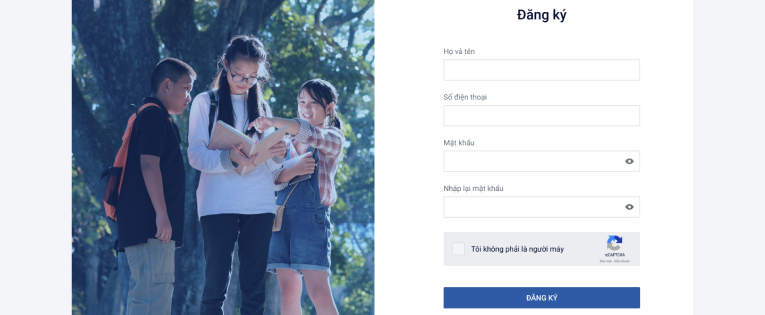 Đăng ký
Họ và tên
Số điện thoại
Mật khẩu
Nhập lại mật khẩu
Tôi không phải là người máy
reCAPTCHA
ĐĂNG KÝ